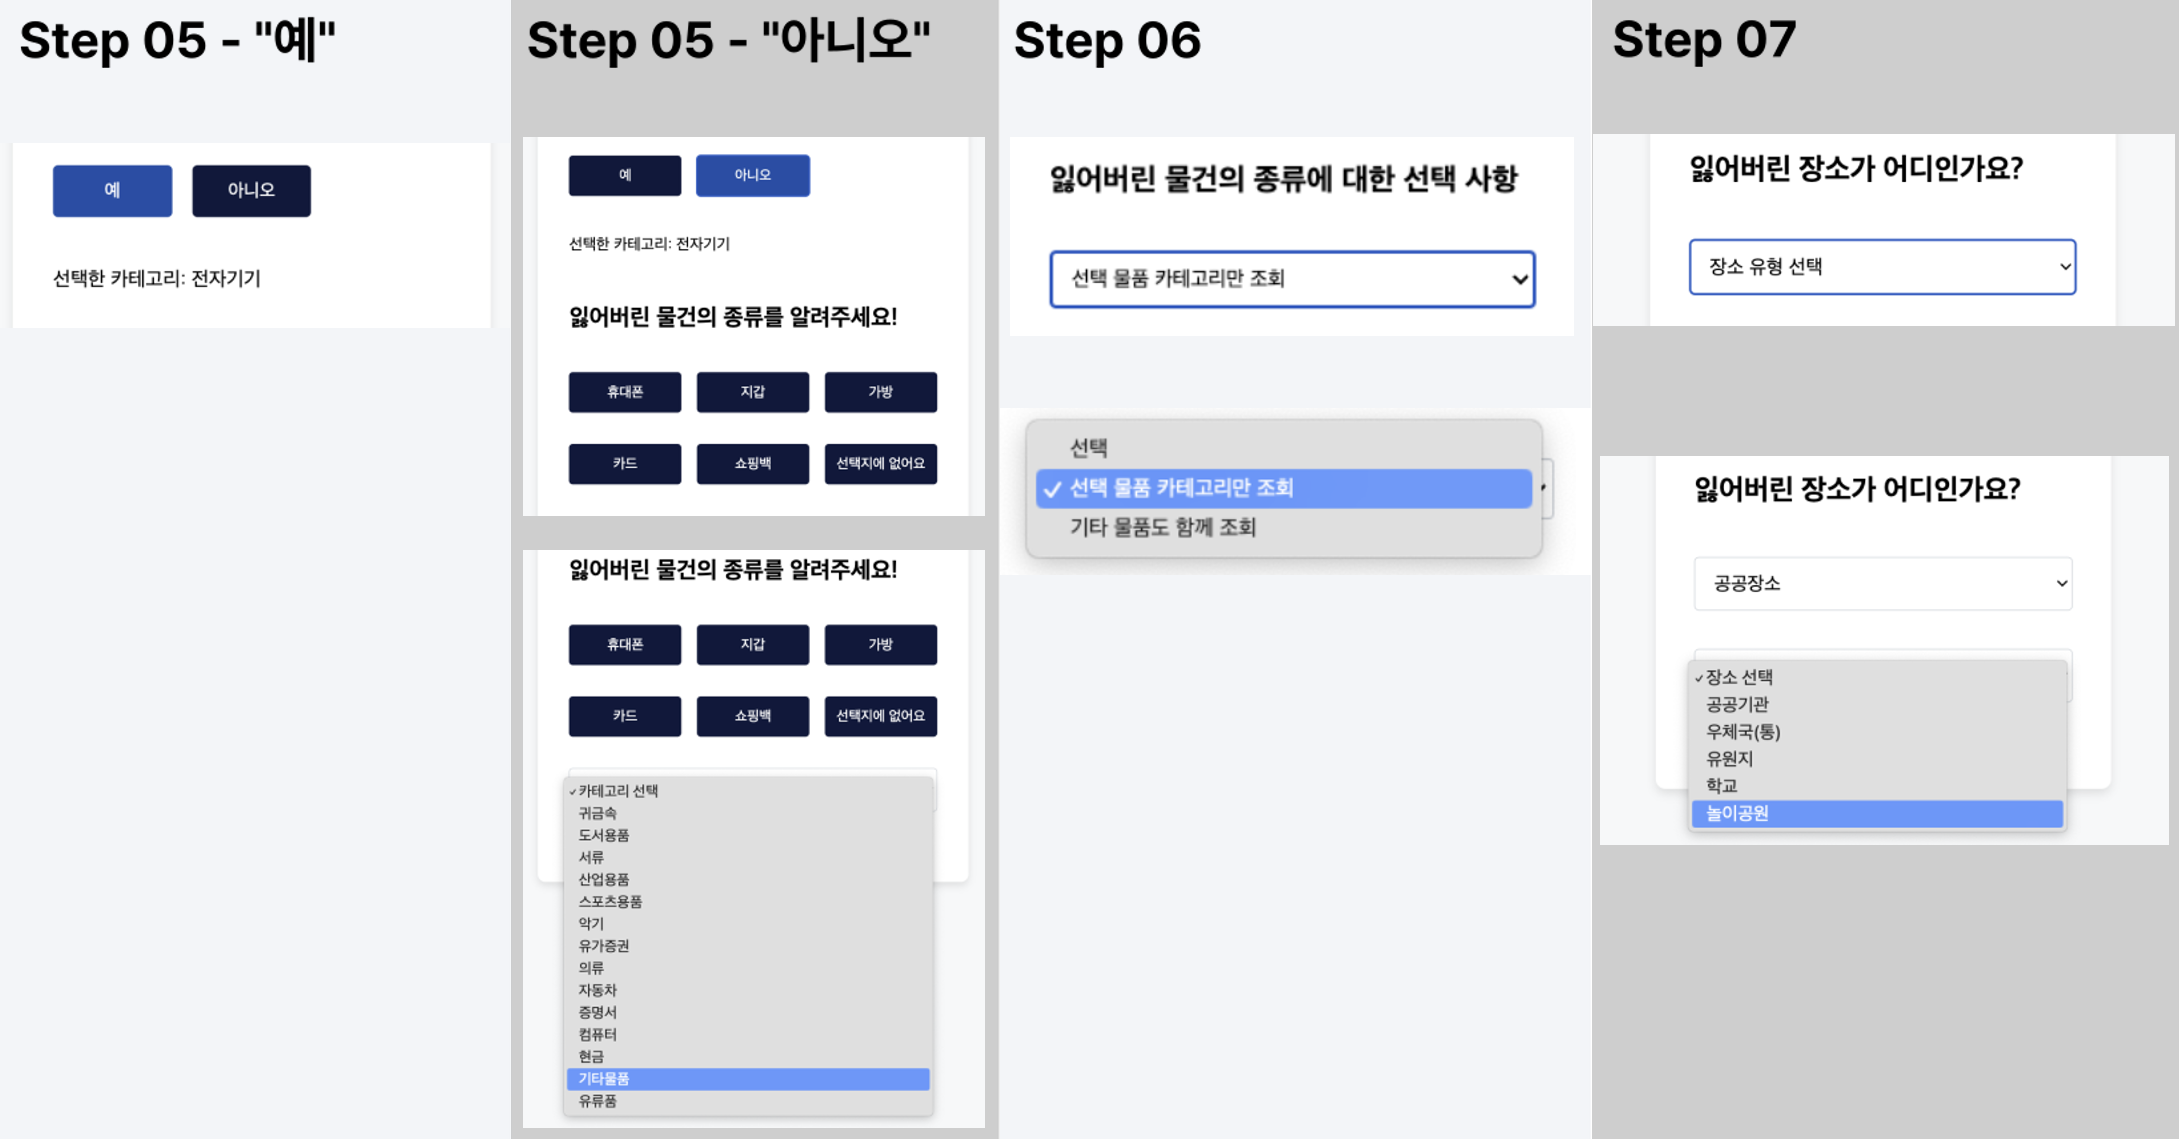 Step 05 - "예"
예
아니오
선택한 카테고리: 전자기기
Step 05 - "아니오"
예
아니오
선택한 카테고리: 전자기기
잃어버린 물건의 종류를 알려주세요!
휴대폰
지갑
가방
카드
쇼핑백
선택지에 없어요
잃어버린 물건의 종류를 알려주세요!
휴대폰
지갑
가방
카드
쇼핑백
선택지에 없어요
카테고리 선택
귀금속
도서용품
서류
산업용품
스포츠용품
악기
유가증권
의류
자동차
증명서
컴퓨터
현금
기타물품
유류품
Step 06
잃어버린 물건의 종류에 대한 선택 사항
선택 물품 카테고리만 조회
선택
선택 물품 카테고리만 조회
기타 물품도 함께 조회
Step 07
잃어버린 장소가 어디인가요?
장소 유형 선택
잃어버린 장소가 어디인가요?
공공장소
장소 선택
공공기관
우체국(통)
유원지
학교
놀이공원